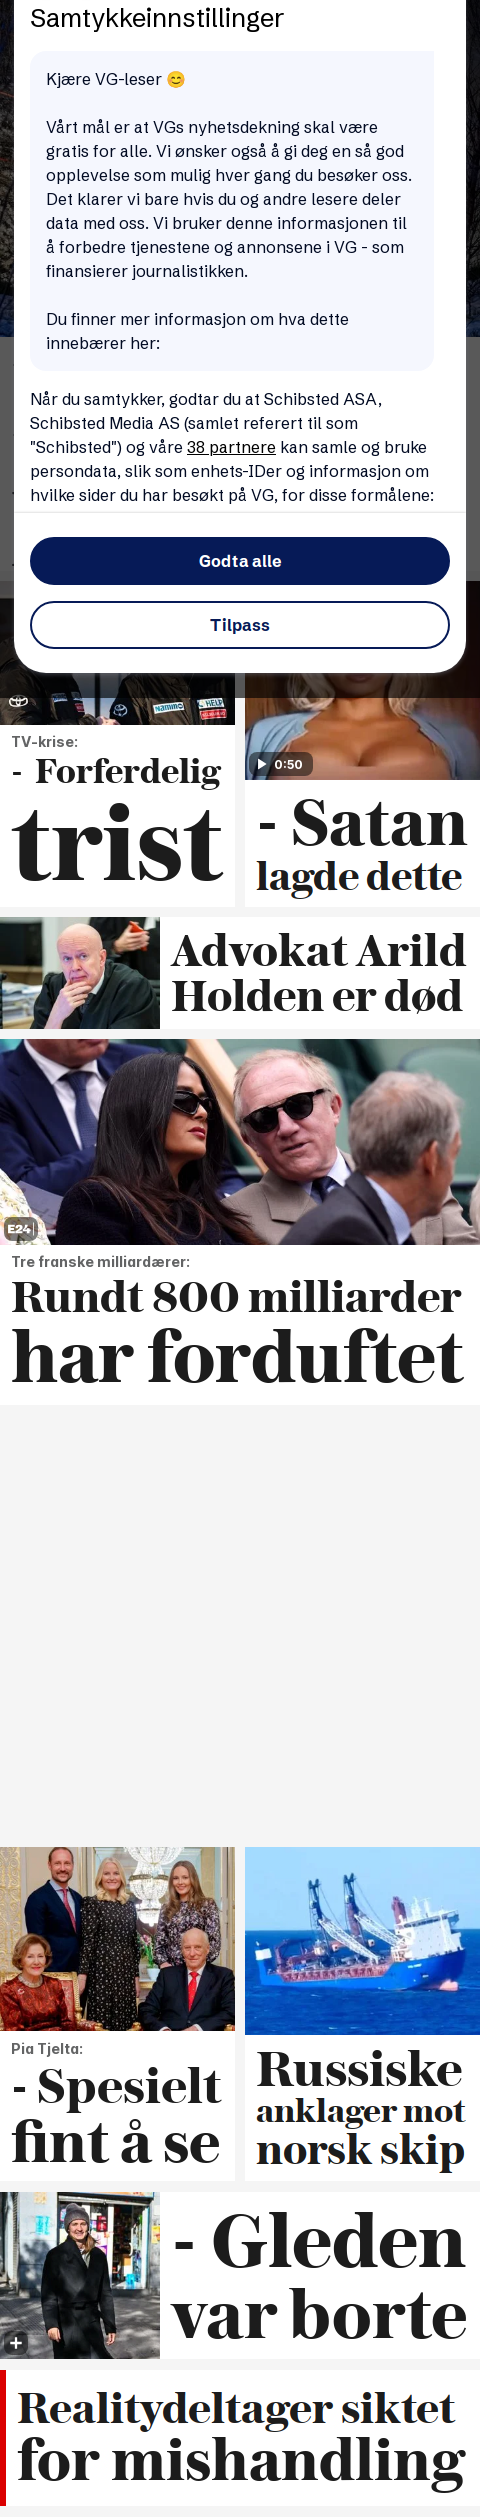 Samtykkeinnstillinger
Kjære VG-leser 😊
Vårt mål er at VGs nyhetsdekning skal være
gratis for alle. Vi ønsker også å gi deg en så god
opplevelse som mulig hver gang du besøker oss.
Det klarer vi bare hvis du og andre lesere deler
data med oss. Vi bruker denne informasjonen til
å forbedre tjenestene og annonsene i VG - som
finansierer journalistikken.
Du finner mer informasjon om hva dette
innebærer her:
Når du samtykker, godtar du at Schibsted ASA,
Schibsted Media AS (samlet referert til som
"Schibsted") og våre 38 partnere kan samle og bruke
persondata, slik som enhets-IDer og informasjon om
hvilke sider du har besøkt på VG, for disse formålene:
Godta alle
Tilpass
Namino
HELP
0:50
TV-krise:
- Forferdelig
trist
- Satan
lagde dette
Advokat Arild
Holden er død
E24
Tre franske milliardærer:
Rundt 800 milliarder
har forduftet
Pia Tjelta:
- Spesielt
fint å se
Russiske
anklager mot
norsk skip
- Gleden
var borte
Realitydeltager siktet
for mishandling